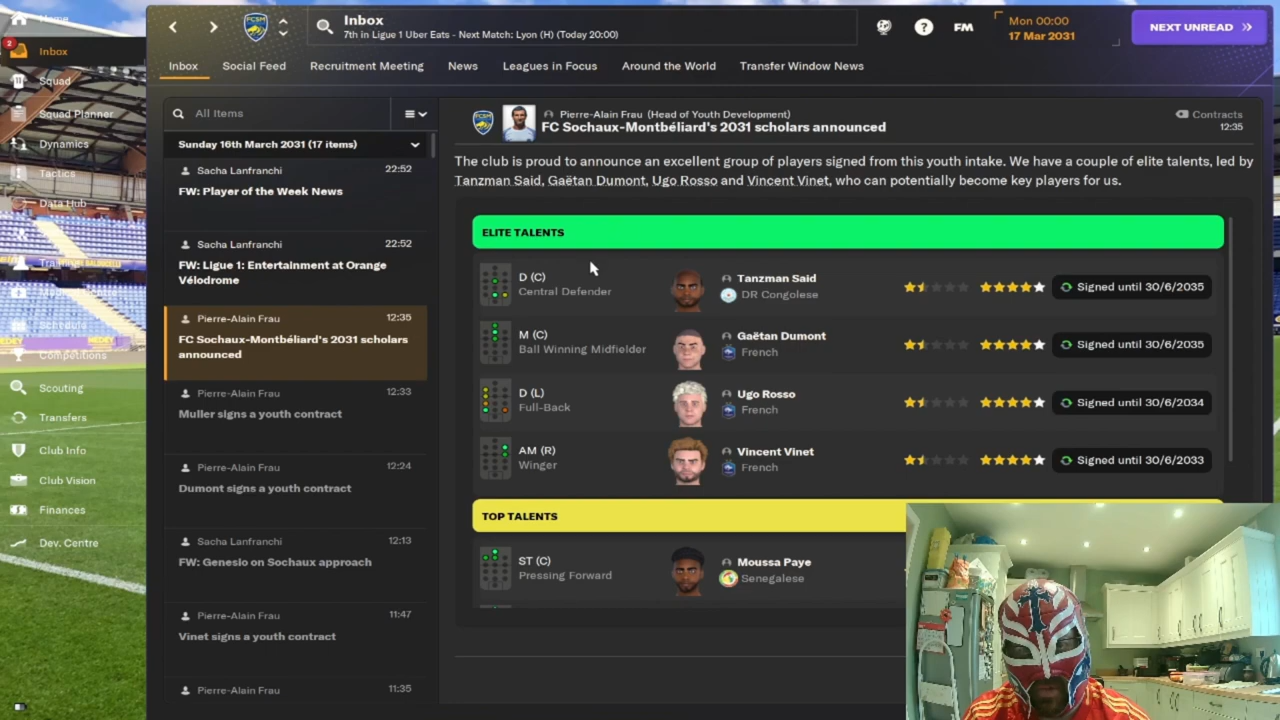 Home
FCSM
Inbox
7th in Ligue 1 Uber Eats - Next Match: Lyon (H) (Today 20:00)
?
FM
Mon 00:00
17 Mar 2031
NEXT UNREAD
2
Inbox
Squad
Squad Planner
Dynamics
Tactics
Data Hub
Schedule
Competitions
Scouting
Transfers
Club Info
Club Vision
Finances
Dev. Centre
Inbox
Social Feed
Recruitment Meeting
News
Leagues in Focus
Around the World
Transfer Window News
All Items
Sunday 16th March 2031 (17 items)
Sacha Lanfranchi 22:52
FW: Player of the Week News
Sacha Lanfranchi 22:52
FW: Ligue 1: Entertainment at Orange
Vélodrome
Pierre-Alain Frau 12:35
FC Sochaux-Montbéliard's 2031 scholars
announced
Pierre-Alain Frau 12:33
Muller signs a youth contract
Pierre-Alain Frau 12:24
Dumont signs a youth contract
Sacha Lanfranchi 12:13
FW: Genesio on Sochaux approach
Pierre-Alain Frau 11:47
Vinet signs a youth contract
Pierre-Alain Frau 11:35
Pierre-Alain Frau (Head of Youth Development)
FC Sochaux-Montbéliard's 2031 scholars announced
Contracts
12:35
The club is proud to announce an excellent group of players signed from this youth intake. We have a couple of elite talents, led by
Tanzman Said, Gaëtan Dumont, Ugo Rosso and Vincent Vinet, who can potentially become key players for us.
ELITE TALENTS
D (C)
Central Defender
Tanzman Said
DR Congolese
Signed until 30/6/2035
M (C)
Ball Winning Midfielder
Gaëtan Dumont
French
Signed until 30/6/2035
D (L)
Full-Back
Ugo Rosso
French
Signed until 30/6/2034
AM (R)
Winger
Vincent Vinet
French
Signed until 30/6/2033
TOP TALENTS
ST (C)
Pressing Forward
Moussa Paye
Senegalese